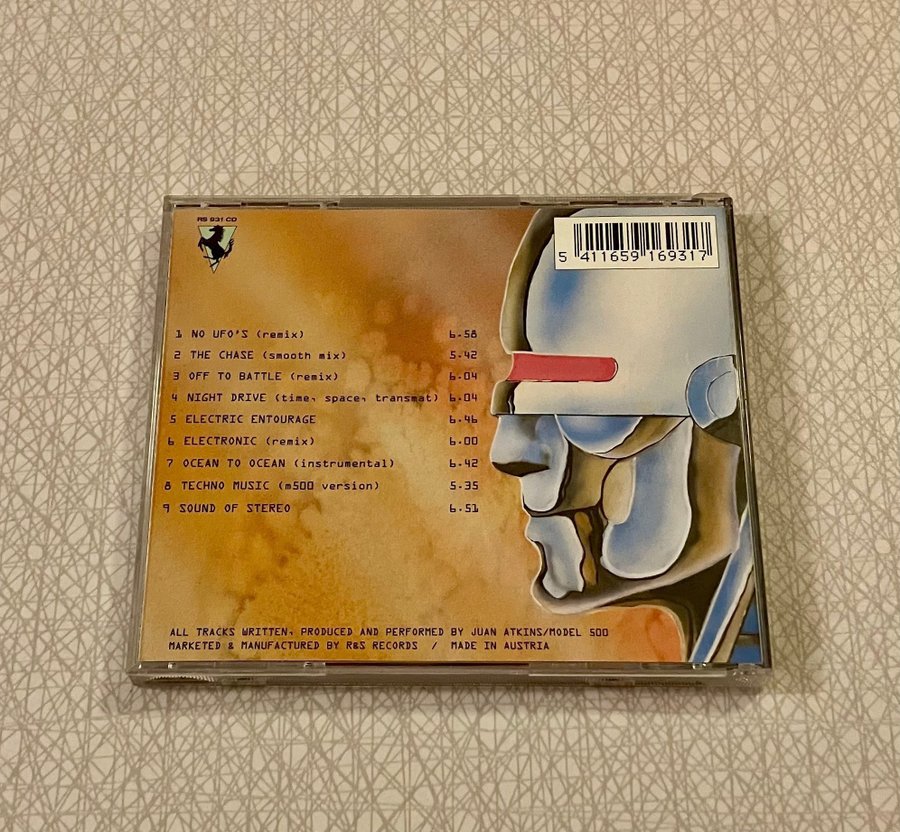 RS 931 CD
5 411659 169317
1 NO UFO'S (remix) 6.58
2 THE CHASE (smooth mix) 5.42
3 OFF TO BATTLE (remix) 6.04
4 NIGHT DRIVE (time, space, transmat) 6.04
5 ELECTRIC ENTOURAGE 6.46
6 ELECTRONIC (remix) 6.00
7 OCEAN TO OCEAN (instrumental) 6.42
8 TECHNO MUSIC (m500 version) 5.35
9 SOUND OF STEREO 6.51
ALL TRACKS WRITTEN, PRODUCED AND PERFORMED BY JUAN ATKINS/MODEL 500
MARKETED & MANUFACTURED BY R&S RECORDS / MADE IN AUSTRIA